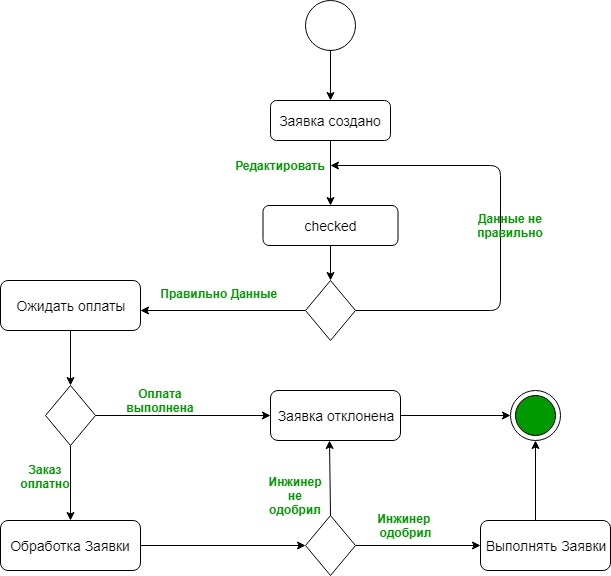 Заявка создано
Редактировать
Данные не
правильно
checked
Правильно Данные
Ожидать оплаты
Оплата
выполнена
Заявка отклонена
Заказ
оплатно
Инжинер
не
одобрил
Инжинер
одобрил
Обработка Заявки
Выполнять Заявки